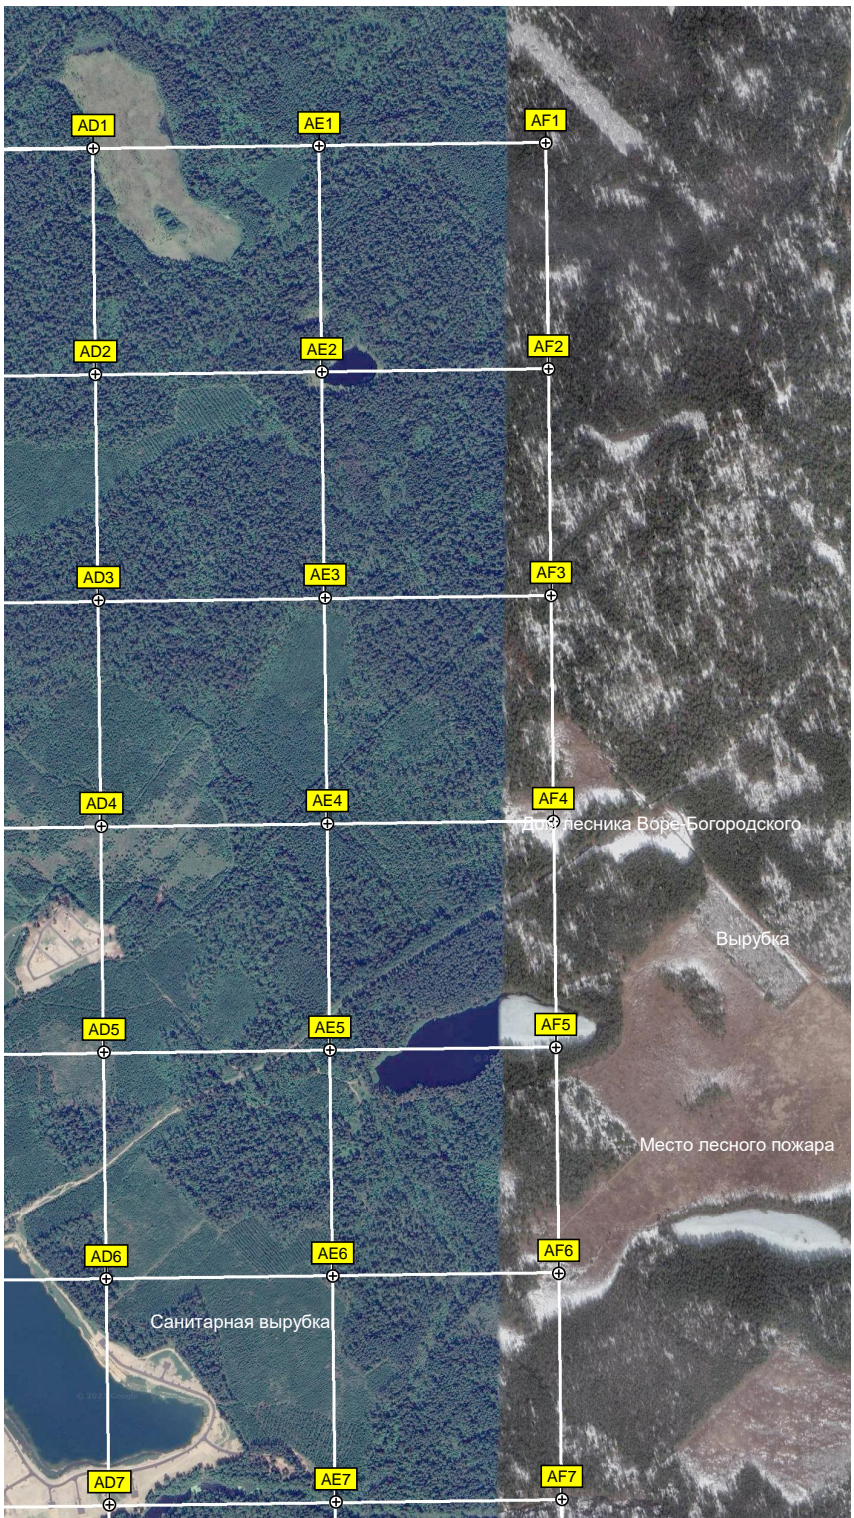 AD1
AE1
AF1
AD2
AE2
AF2
AD3
AE3
AF3
AD4
AE4
AF4
Дом лесника Воре-Богородского
Вырубка
AD5
AE5
AF5
Место лесного пожара
AD6
AE6
AF6
Санитарная вырубка
AD7
AE7
AF7